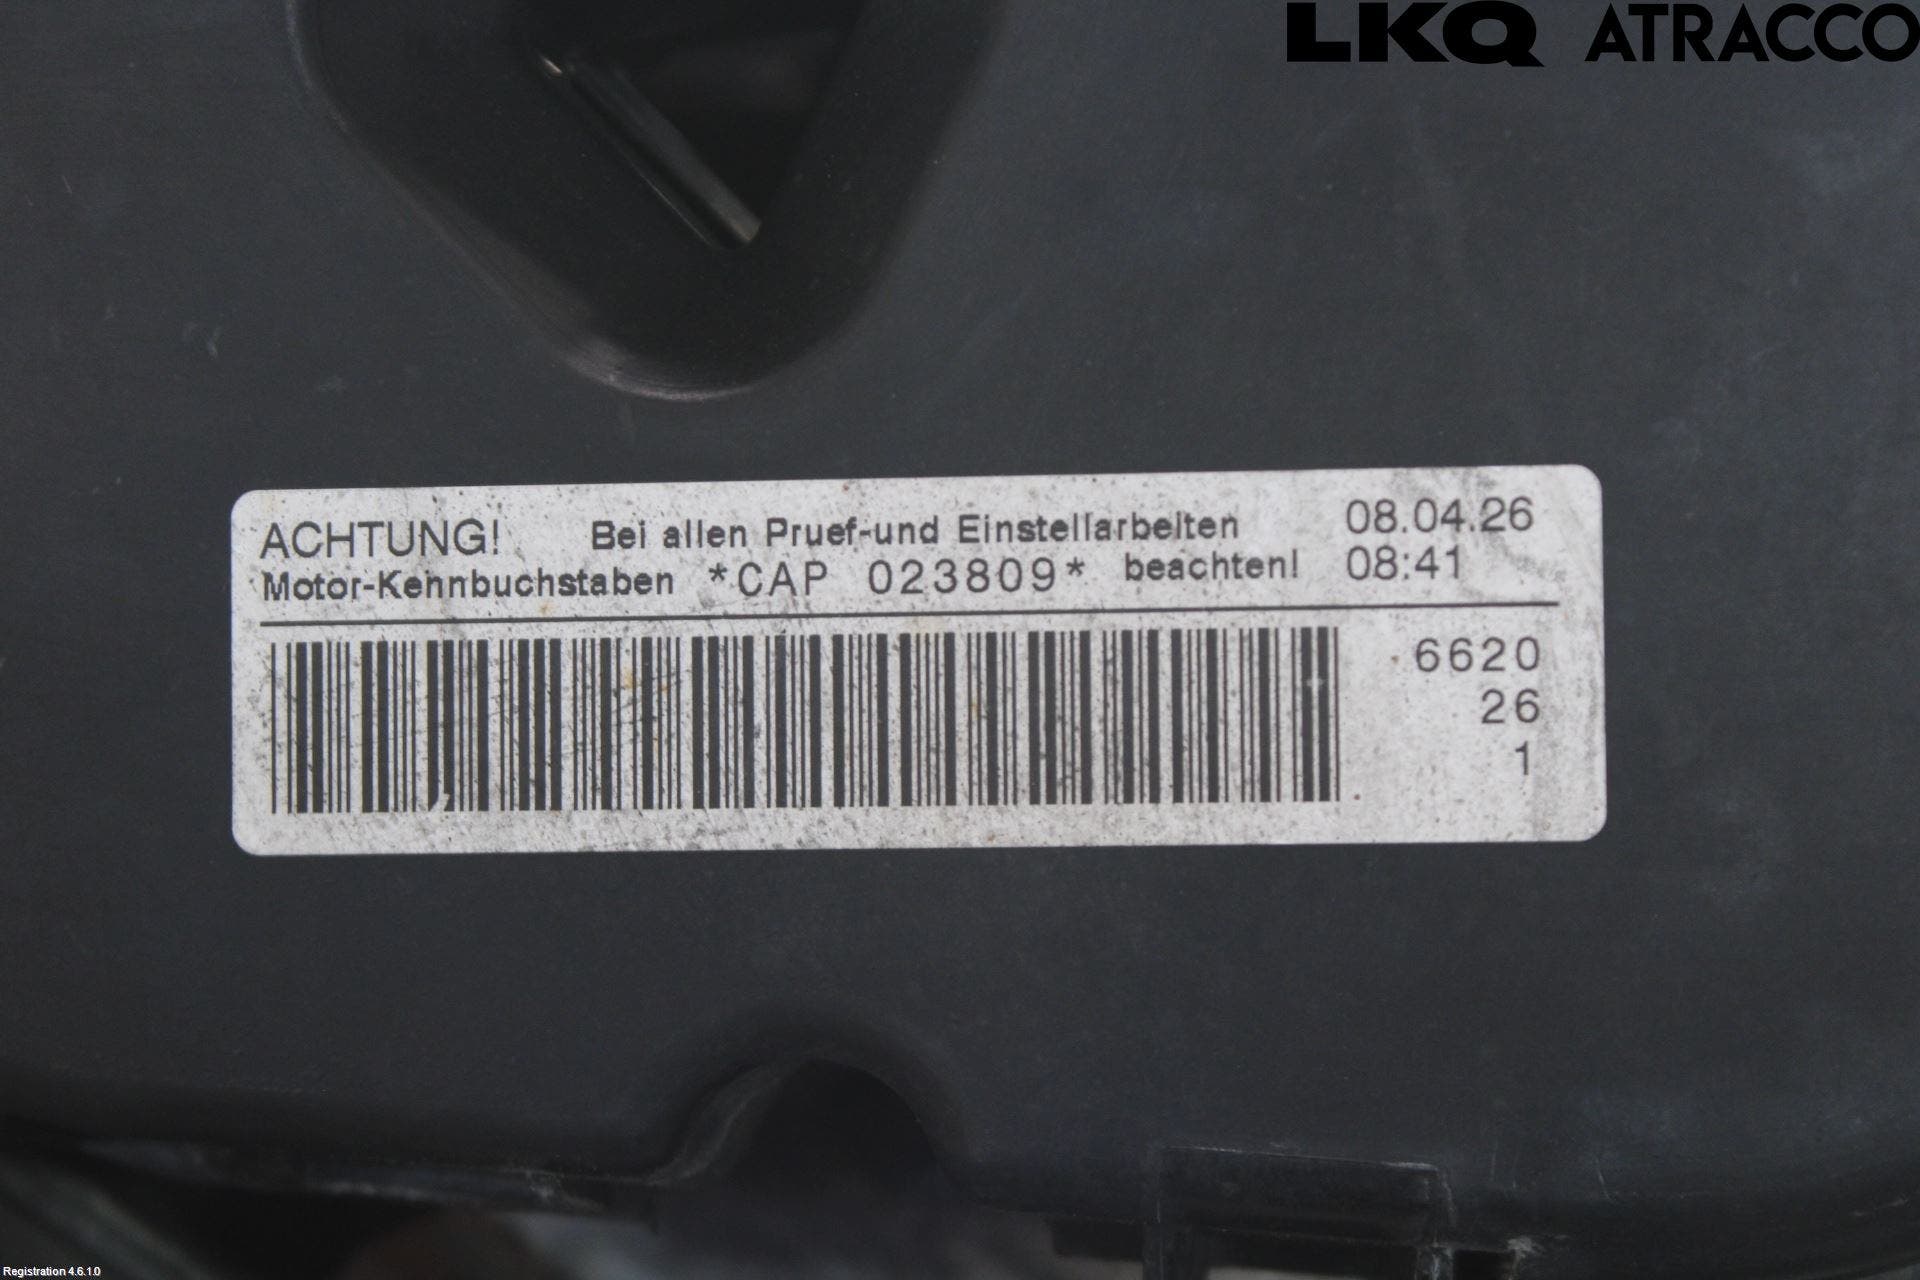 LKQ ATRACCO
ACHTUNG! Bei allen Pruef-und Einstellarbeiten 08.04.26
Motor-Kennbuchstaben *CAP 023809* beachten! 08:41
6620
26
1
Registration 4.6.1.0